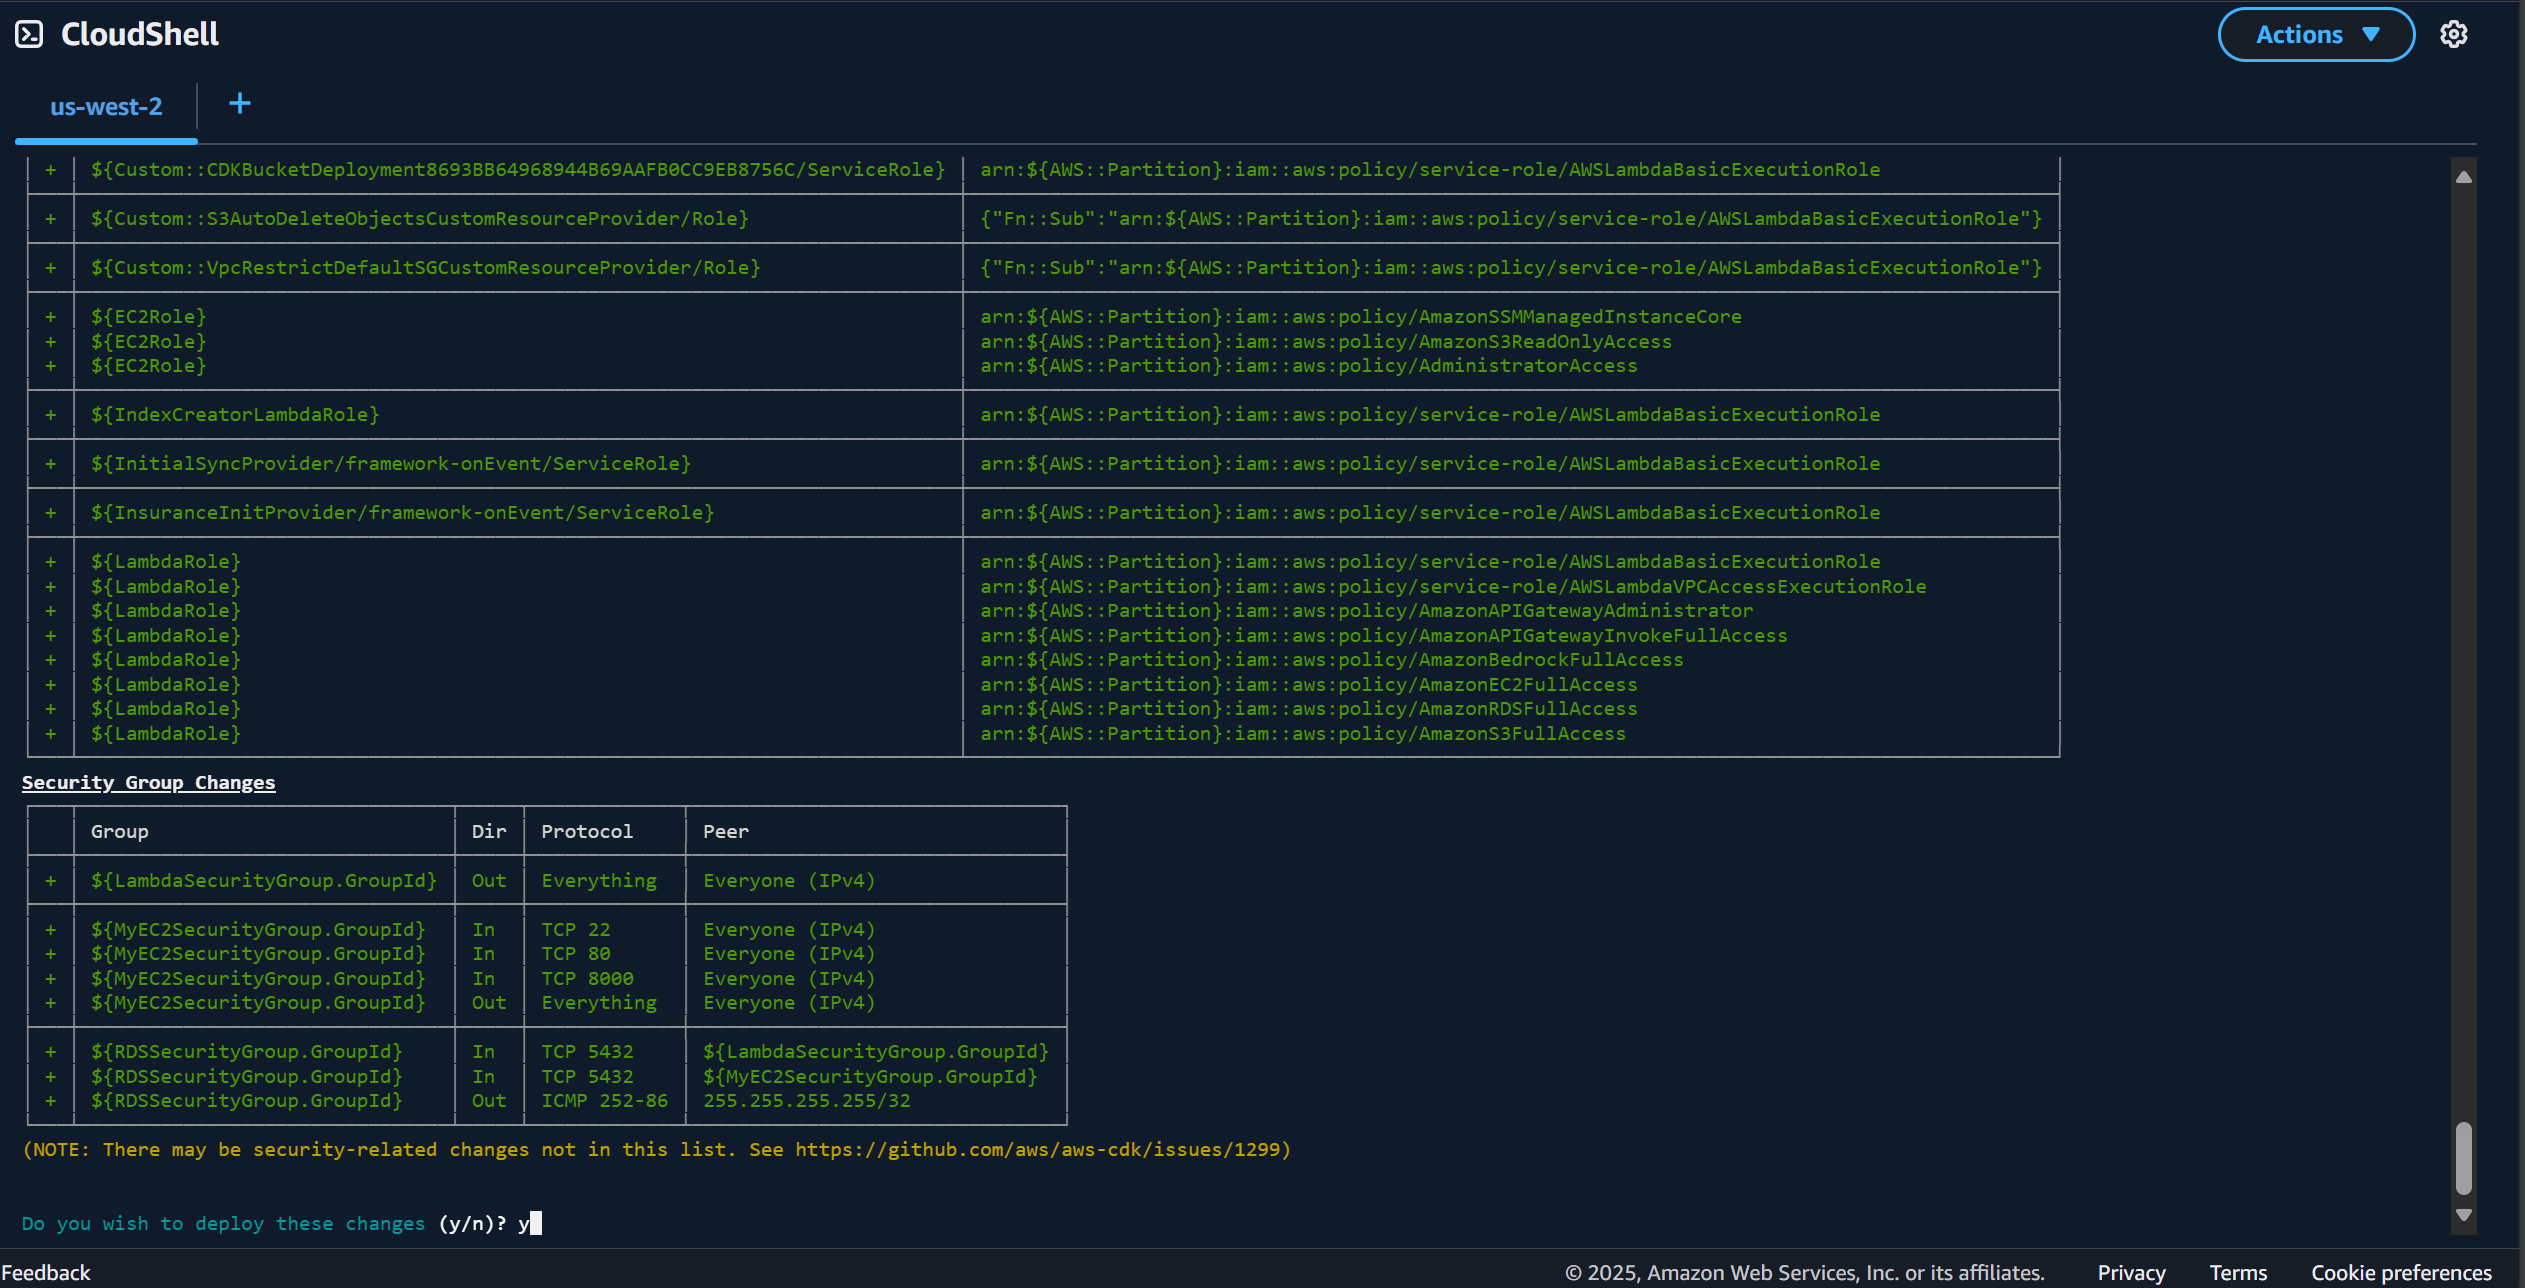 CloudShell
Actions
us-west-2 +
+ ${Custom::CDKBucketDeployment8693BB64968944B69AAFB0CC9EB8756C/ServiceRole} arn:${AWS::Partition}:iam::aws:policy/service-role/AWSLambdaBasicExecutionRole
+ ${Custom::S3AutoDeleteObjectsCustomResourceProvider/Role} {"Fn::Sub":"arn:${AWS::Partition}:iam::aws:policy/service-role/AWSLambdaBasicExecutionRole"}
+ ${Custom::VpcRestrictDefaultSGCustomResourceProvider/Role} {"Fn::Sub":"arn:${AWS::Partition}:iam::aws:policy/service-role/AWSLambdaBasicExecutionRole"}
+ ${EC2Role} arn:${AWS::Partition}:iam::aws:policy/AmazonSSMManagedInstanceCore
+ ${EC2Role} arn:${AWS::Partition}:iam::aws:policy/AmazonS3ReadOnlyAccess
+ ${EC2Role} arn:${AWS::Partition}:iam::aws:policy/AdministratorAccess
+ ${IndexCreatorLambdaRole} arn:${AWS::Partition}:iam::aws:policy/service-role/AWSLambdaBasicExecutionRole
+ ${InitialSyncProvider/framework-onEvent/ServiceRole} arn:${AWS::Partition}:iam::aws:policy/service-role/AWSLambdaBasicExecutionRole
+ ${InsuranceInitProvider/framework-onEvent/ServiceRole} arn:${AWS::Partition}:iam::aws:policy/service-role/AWSLambdaBasicExecutionRole
+ ${LambdaRole} arn:${AWS::Partition}:iam::aws:policy/service-role/AWSLambdaBasicExecutionRole
+ ${LambdaRole} arn:${AWS::Partition}:iam::aws:policy/service-role/AWSLambdaVPCAccessExecutionRole
+ ${LambdaRole} arn:${AWS::Partition}:iam::aws:policy/AmazonAPIGatewayAdministrator
+ ${LambdaRole} arn:${AWS::Partition}:iam::aws:policy/AmazonAPIGatewayInvokeFullAccess
+ ${LambdaRole} arn:${AWS::Partition}:iam::aws:policy/AmazonBedrockFullAccess
+ ${LambdaRole} arn:${AWS::Partition}:iam::aws:policy/AmazonEC2FullAccess
+ ${LambdaRole} arn:${AWS::Partition}:iam::aws:policy/AmazonRDSFullAccess
+ ${LambdaRole} arn:${AWS::Partition}:iam::aws:policy/AmazonS3FullAccess
Security Group Changes
Group Dir Protocol Peer
+ ${LambdaSecurityGroup.GroupId} Out Everything Everyone (IPv4)
+ ${MyEC2SecurityGroup.GroupId} In TCP 22 Everyone (IPv4)
+ ${MyEC2SecurityGroup.GroupId} In TCP 80 Everyone (IPv4)
+ ${MyEC2SecurityGroup.GroupId} In TCP 8000 Everyone (IPv4)
+ ${MyEC2SecurityGroup.GroupId} Out Everything Everyone (IPv4)
+ ${RDSSecurityGroup.GroupId} In TCP 5432 ${LambdaSecurityGroup.GroupId}
+ ${RDSSecurityGroup.GroupId} In TCP 5432 ${MyEC2SecurityGroup.GroupId}
+ ${RDSSecurityGroup.GroupId} Out ICMP 252-86 255.255.255.255/32
(NOTE: There may be security-related changes not in this list. See https://github.com/aws/aws-cdk/issues/1299)
Do you wish to deploy these changes (y/n)? y
Feedback © 2025, Amazon Web Services, Inc. or its affiliates. Privacy Terms Cookie preferences